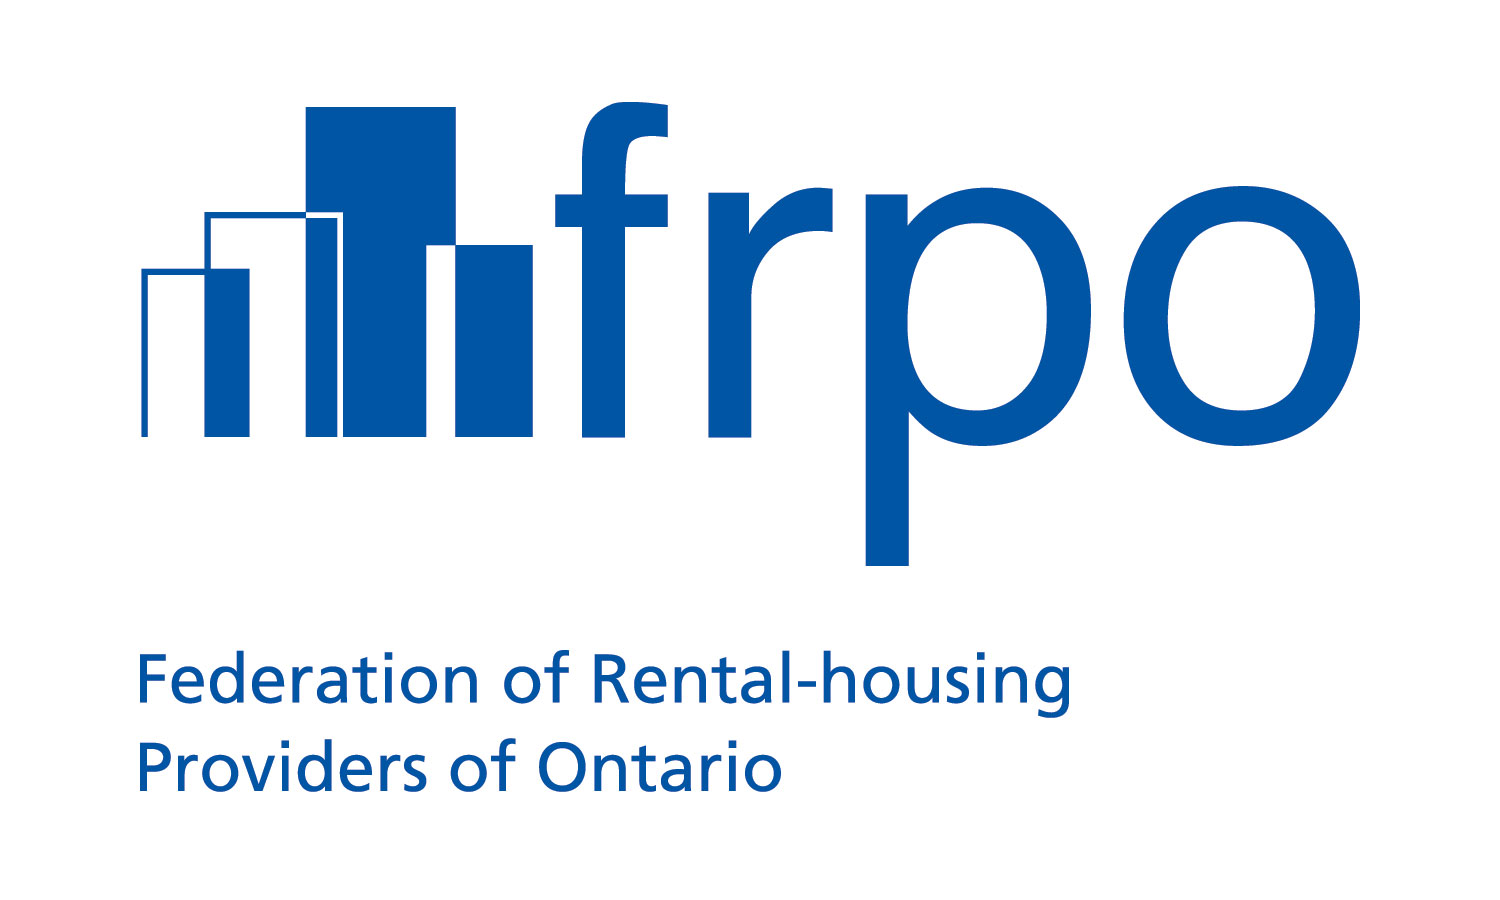 frpo
Federation of Rental-housing
Providers of Ontario